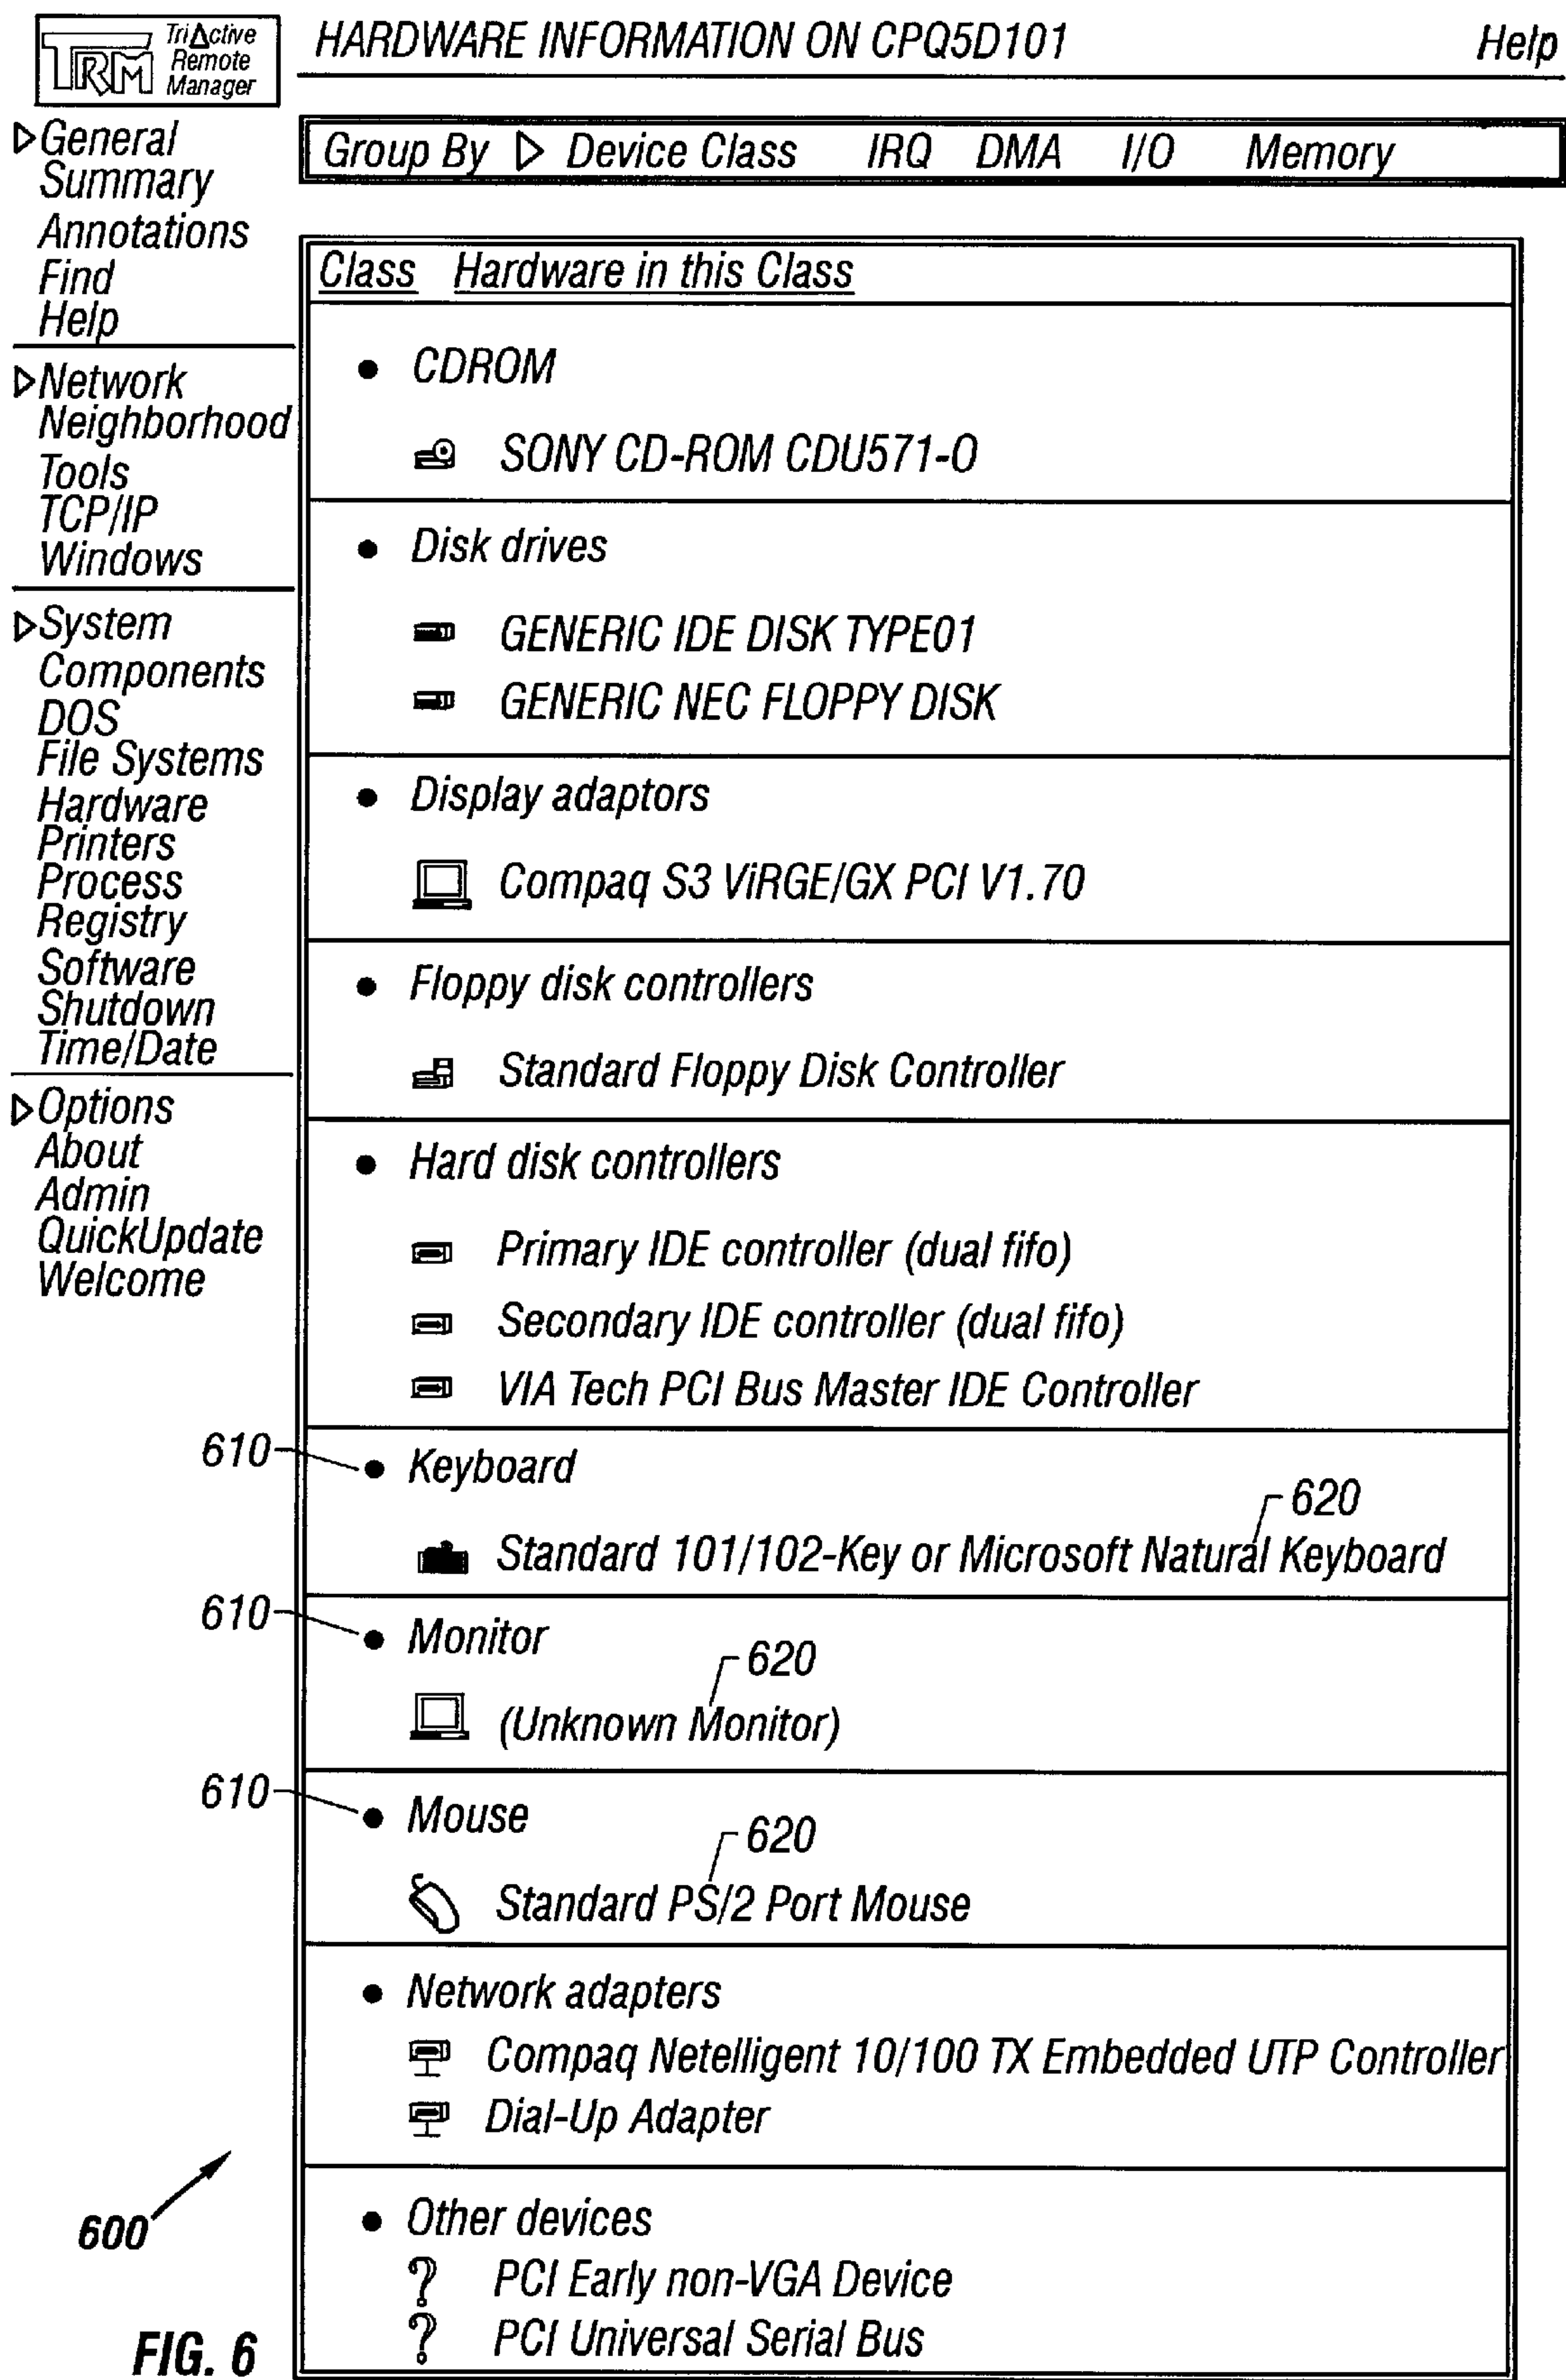 TRM TriΔctive
Remote
Manager
HARDWARE INFORMATION ON CPQ5D101
Help
General
Summary
Annotations
Find
Help
Network
Neighborhood
Tools
TCP/IP
Windows
System
Components
DOS
File Systems
Hardware
Printers
Process
Registry
Software
Shutdown
Time/Date
Options
About
Admin
QuickUpdate
Welcome
Group By ▷ Device Class IRQ DMA I/O Memory
Class Hardware in this Class
• CDROM
SONY CD-ROM CDU571-O
• Disk drives
GENERIC IDE DISK TYPE01
GENERIC NEC FLOPPY DISK
• Display adaptors
Compaq S3 ViRGE/GX PCI V1.70
• Floppy disk controllers
Standard Floppy Disk Controller
• Hard disk controllers
Primary IDE controller (dual fifo)
Secondary IDE controller (dual fifo)
VIA Tech PCI Bus Master IDE Controller
610
• Keyboard
620
Standard 101/102-Key or Microsoft Natural Keyboard
610
• Monitor
620
(Unknown Monitor)
610
• Mouse
620
Standard PS/2 Port Mouse
• Network adapters
Compaq Netelligent 10/100 TX Embedded UTP Controller
Dial-Up Adapter
• Other devices
? PCI Early non-VGA Device
? PCI Universal Serial Bus
600
FIG. 6